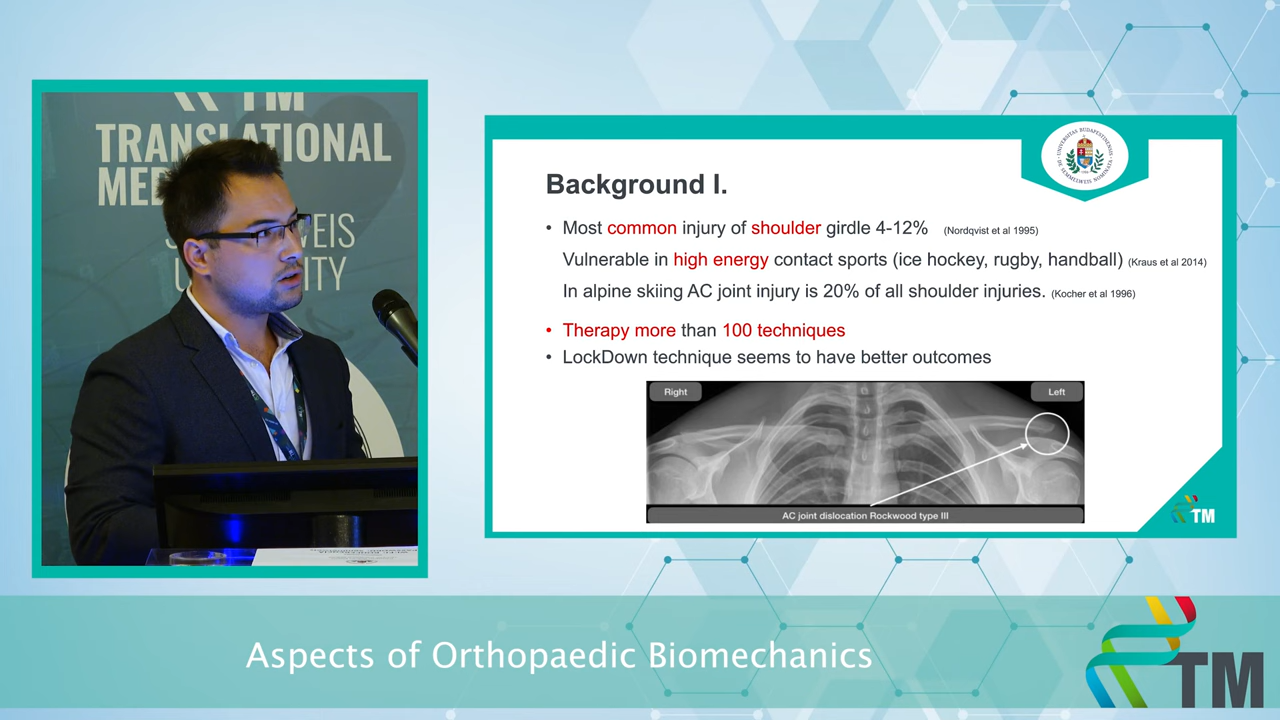 TM
TRANSLATIONAL
MED
S EIS
U ITY
Background I.
• Most common injury of shoulder girdle 4-12% (Nordqvist et al 1995)
Vulnerable in high energy contact sports (ice hockey, rugby, handball) (Kraus et al 2014)
In alpine skiing AC joint injury is 20% of all shoulder injuries. (Kocher et al 1996)
• Therapy more than 100 techniques
• LockDown technique seems to have better outcomes
Right
Left
AC joint dislocation Rockwood type III
TM
Aspects of Orthopaedic Biomechanics
TM